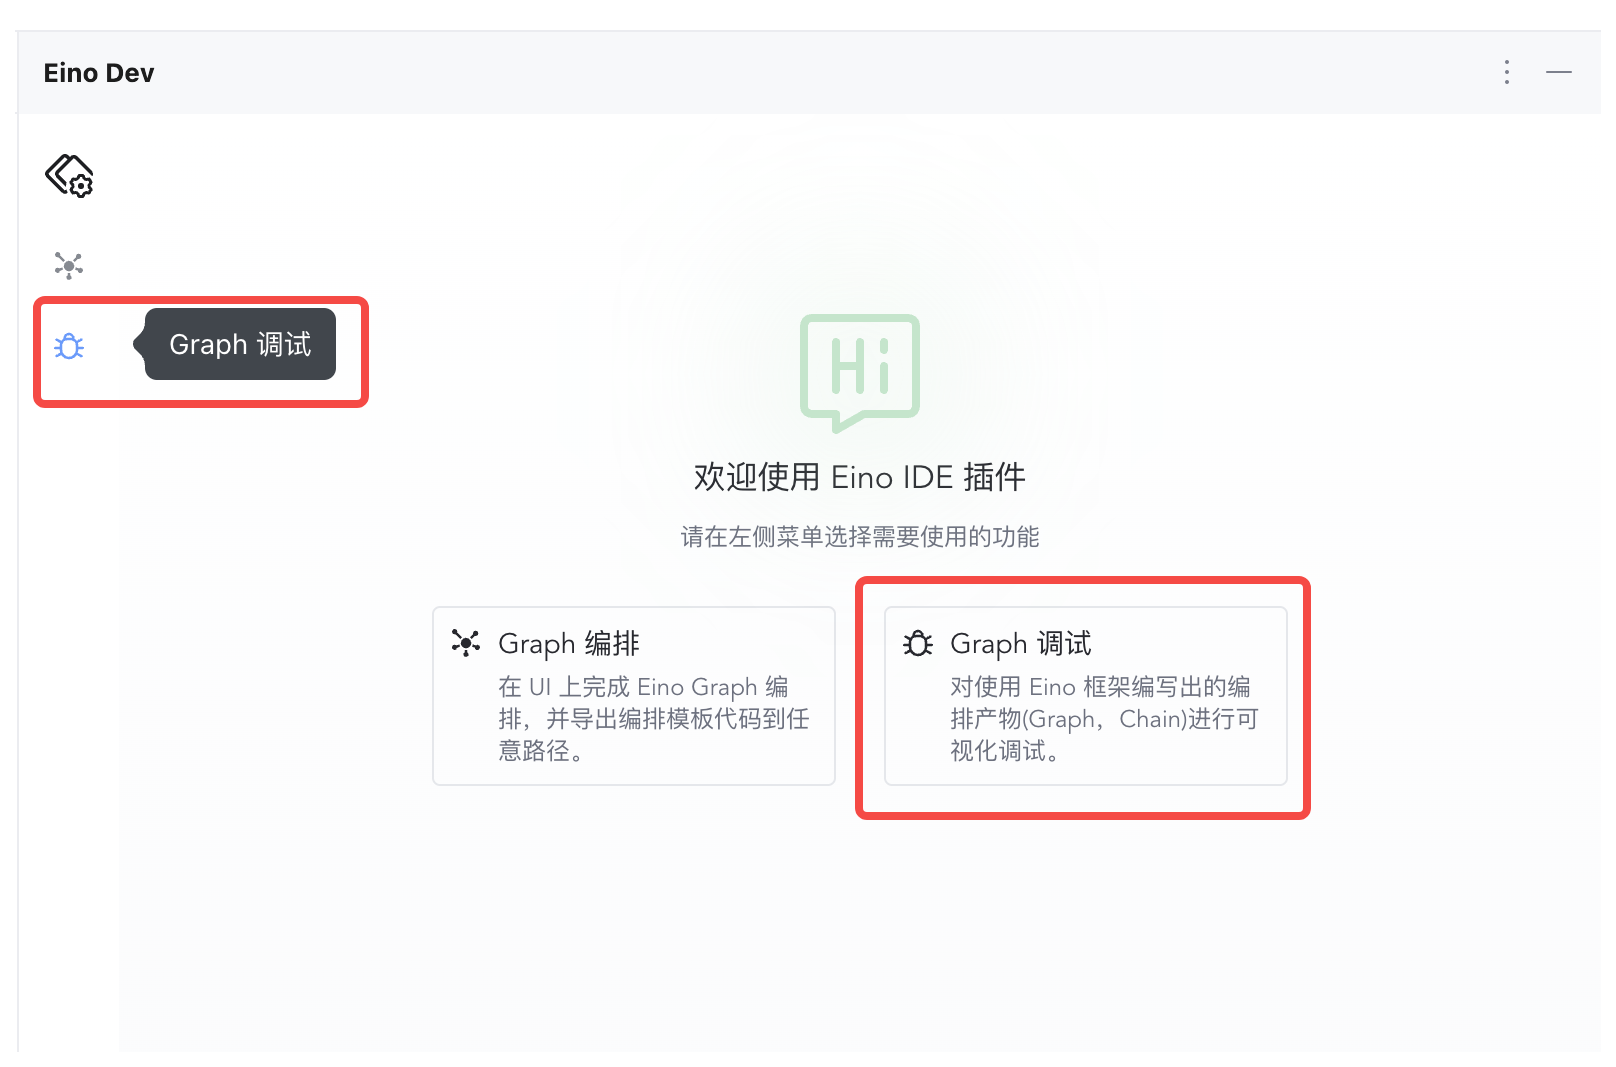 Eino Dev
Graph 调试
Hi
欢迎使用 Eino IDE 插件
请在左侧菜单选择需要使用的功能
Graph 编排
在 UI 上完成 Eino Graph 编
排，并导出编排模板代码到任
意路径。
Graph 调试
对使用 Eino 框架编写出的编
排产物(Graph，Chain)进行可
视化调试。